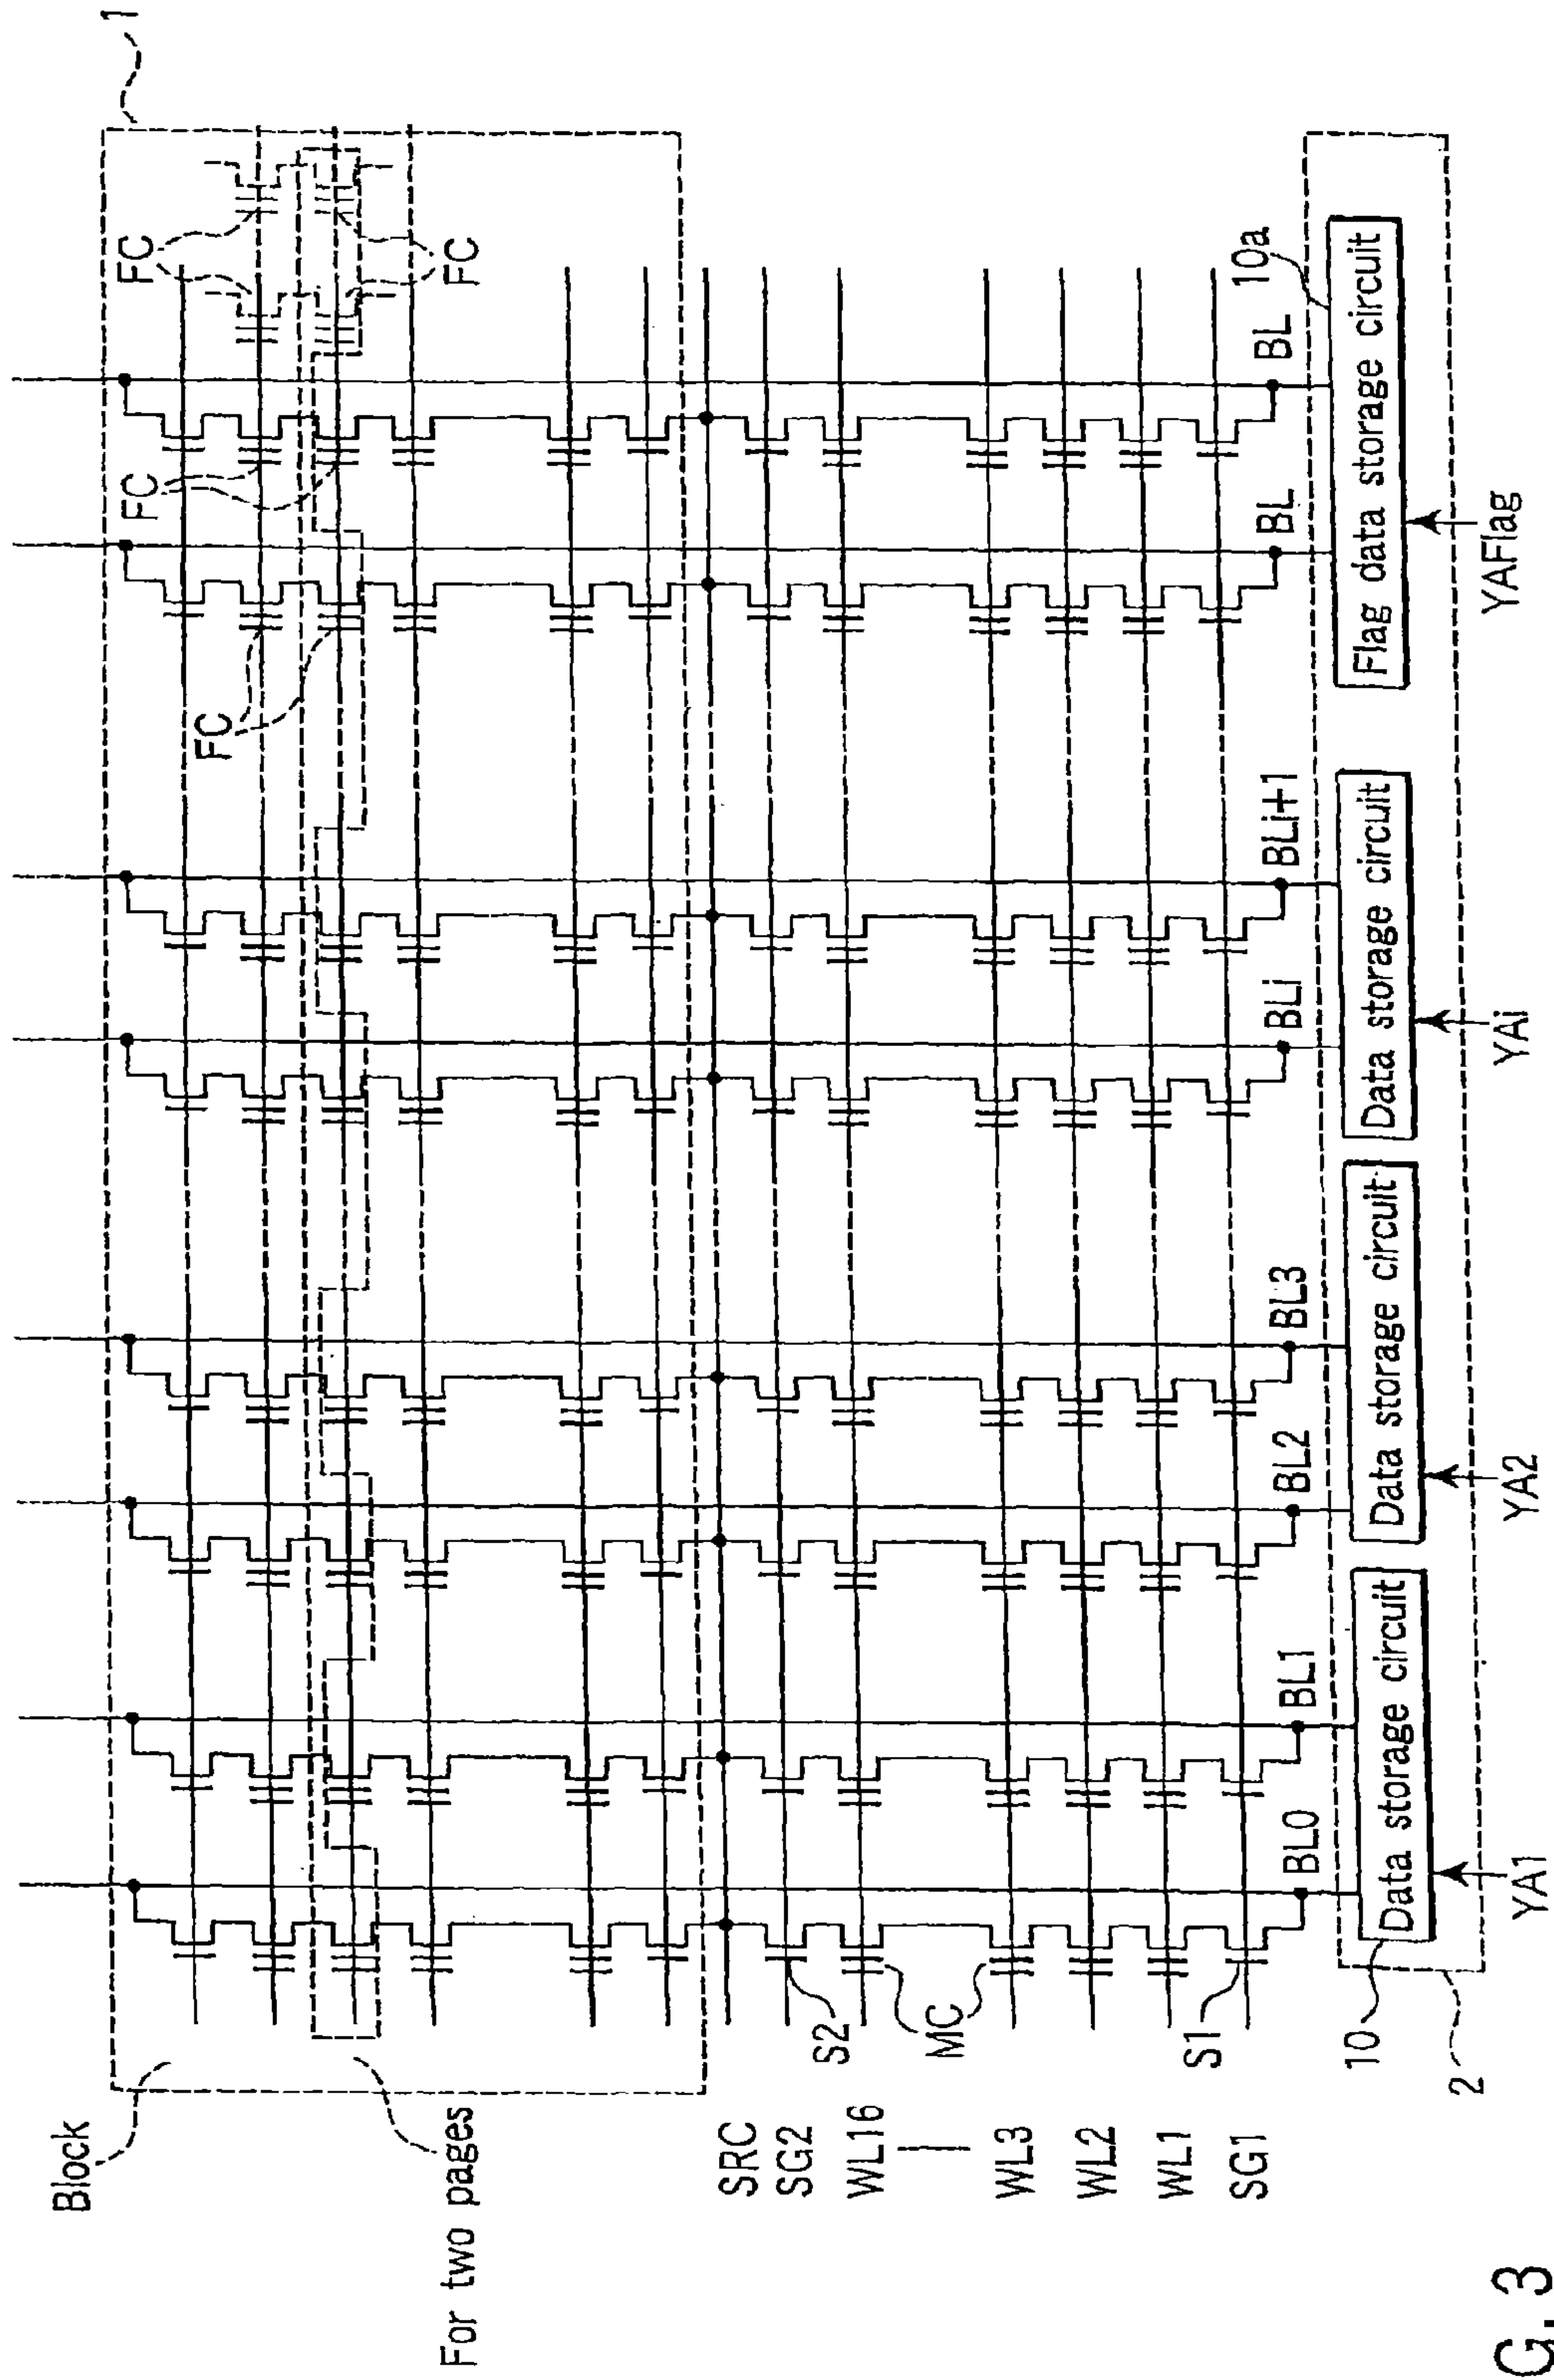 1
Block
For two pages
FC
FC
FC
FC
SRC
SG2
WL16
WL3
WL2
WL1
SG1
S2
MC
S1
BL0
BL1
BL2
BL3
BLi
BLi+1
BL
BL
10a
10
Data storage circuit
Data storage circuit
Data storage circuit
Flag data storage circuit
2
YA1
YA2
YAi
YAFlag
G. 3